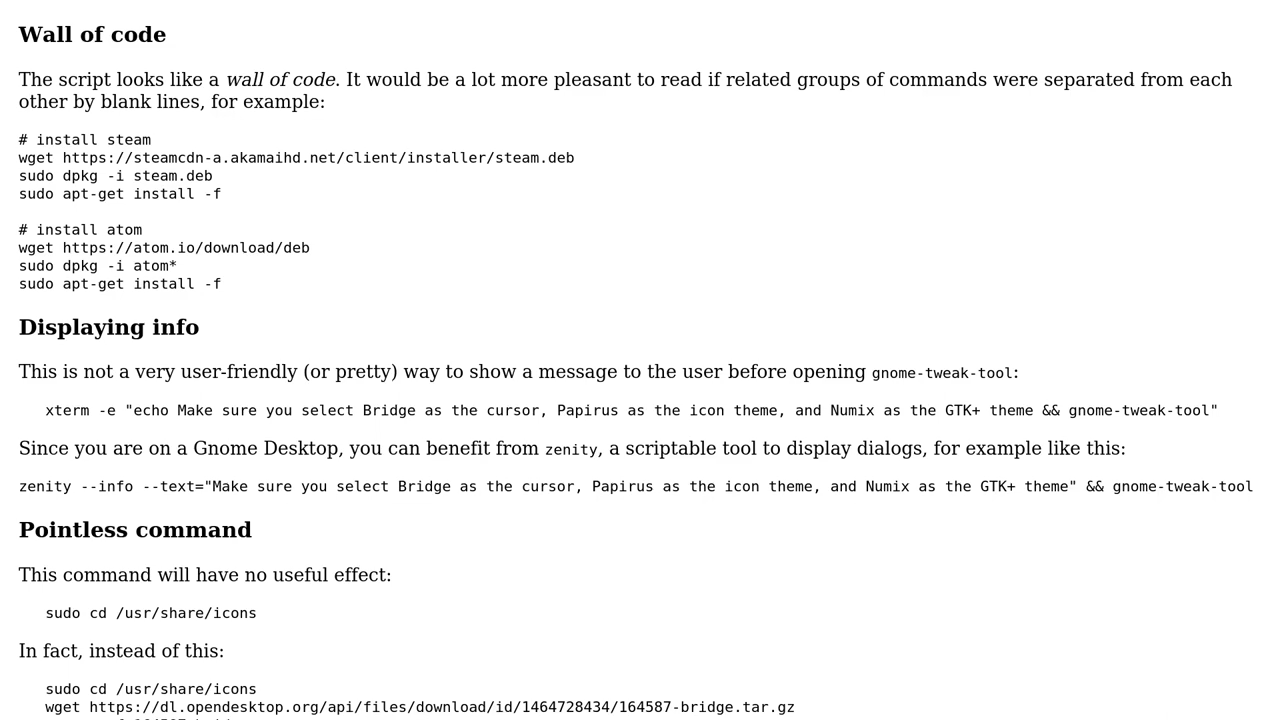 Wall of code
The script looks like a wall of code. It would be a lot more pleasant to read if related groups of commands were separated from each
other by blank lines, for example:
# install steam
wget https://steamcdn-a.akamaihd.net/client/installer/steam.deb
sudo dpkg -i steam.deb
sudo apt-get install -f
# install atom
wget https://atom.io/download/deb
sudo dpkg -i atom*
sudo apt-get install -f
Displaying info
This is not a very user-friendly (or pretty) way to show a message to the user before opening gnome-tweak-tool:
xterm -e "echo Make sure you select Bridge as the cursor, Papirus as the icon theme, and Numix as the GTK+ theme && gnome-tweak-tool"
Since you are on a Gnome Desktop, you can benefit from zenity, a scriptable tool to display dialogs, for example like this:
zenity --info --text="Make sure you select Bridge as the cursor, Papirus as the icon theme, and Numix as the GTK+ theme" && gnome-tweak-tool
Pointless command
This command will have no useful effect:
sudo cd /usr/share/icons
In fact, instead of this:
sudo cd /usr/share/icons
wget https://dl.opendesktop.org/api/files/download/id/1464728434/164587-bridge.tar.gz